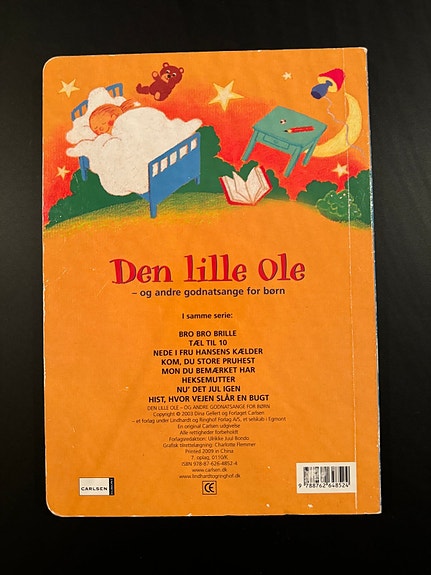 Den lille Ole
– og andre godnatsange for børn
I samme serie:
BRO BRO BRILLE
TÆL TIL 10
NEDE I FRU HANSENS KÆLDER
KOM, DU STORE PRUHEST
MON DU BEMÆRKET HAR
HEKSEMUTTER
NU' DET JUL IGEN
HIST, HVOR VEJEN SLÅR EN BUGT
DEN LILLE OLE – OG ANDRE GODNATSANGE FOR BØRN
Copyright © 2003 Dina Gellert og Forlaget Carlsen
– et forlag under Lindhardt og Ringhof Forlag A/S, et selskab i Egmont
En original Carlsen udgivelse
Alle rettigheder forbeholdt
Forlagsredaktion: Ulrikke Juul Bondo
Grafisk tilrettelægning: Charlotte Flemmer
Printed 2009 in China
7. oplag. 0110/K
ISBN 978-87-626-4852-4
www.carlsen.dk
www.lindhardtogringhof.dk
CE
CARLSEN
9 788762 648524